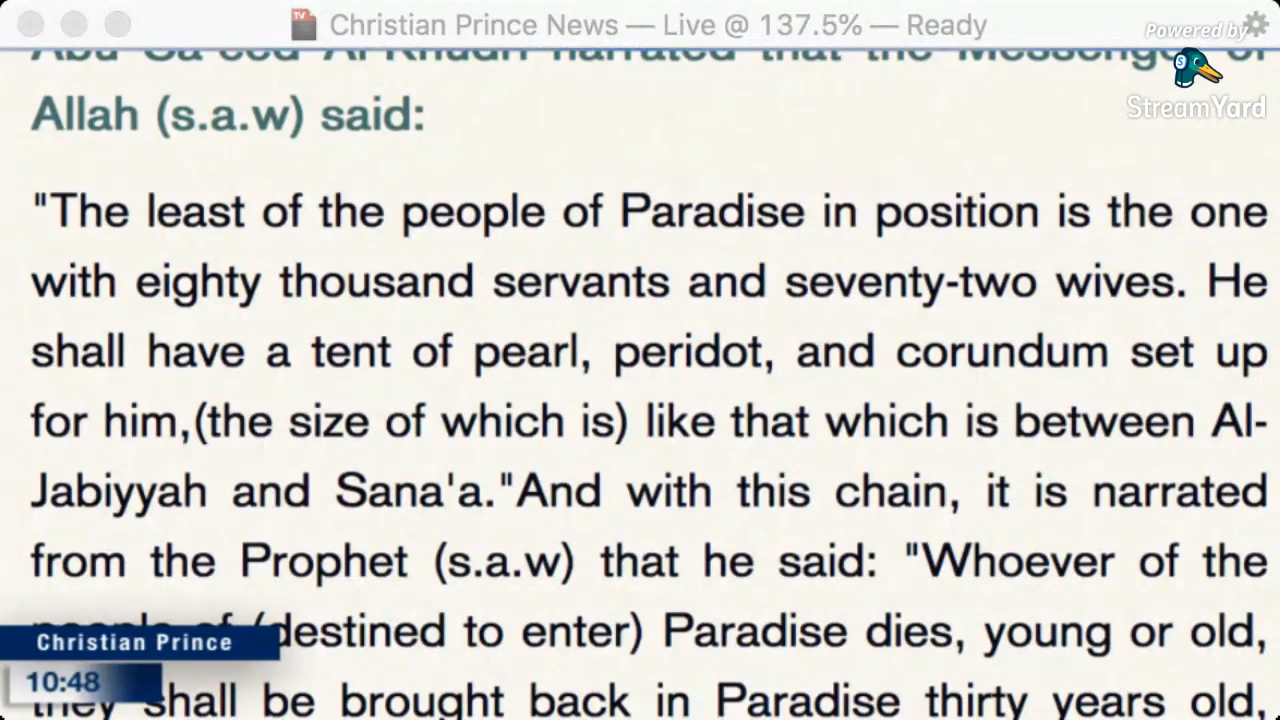 TV
Christian Prince News — Live @ 137.5% — Ready
Powered by
StreamYard
Allah (s.a.w) said:
"The least of the people of Paradise in position is the one
with eighty thousand servants and seventy-two wives. He
shall have a tent of pearl, peridot, and corundum set up
for him,(the size of which is) like that which is between Al-
Jabiyyah and Sana'a."And with this chain, it is narrated
from the Prophet (s.a.w) that he said: "Whoever of the
people of (destined to enter) Paradise dies, young or old,
they shall be brought back in Paradise thirty years old,
Christian Prince
10:48